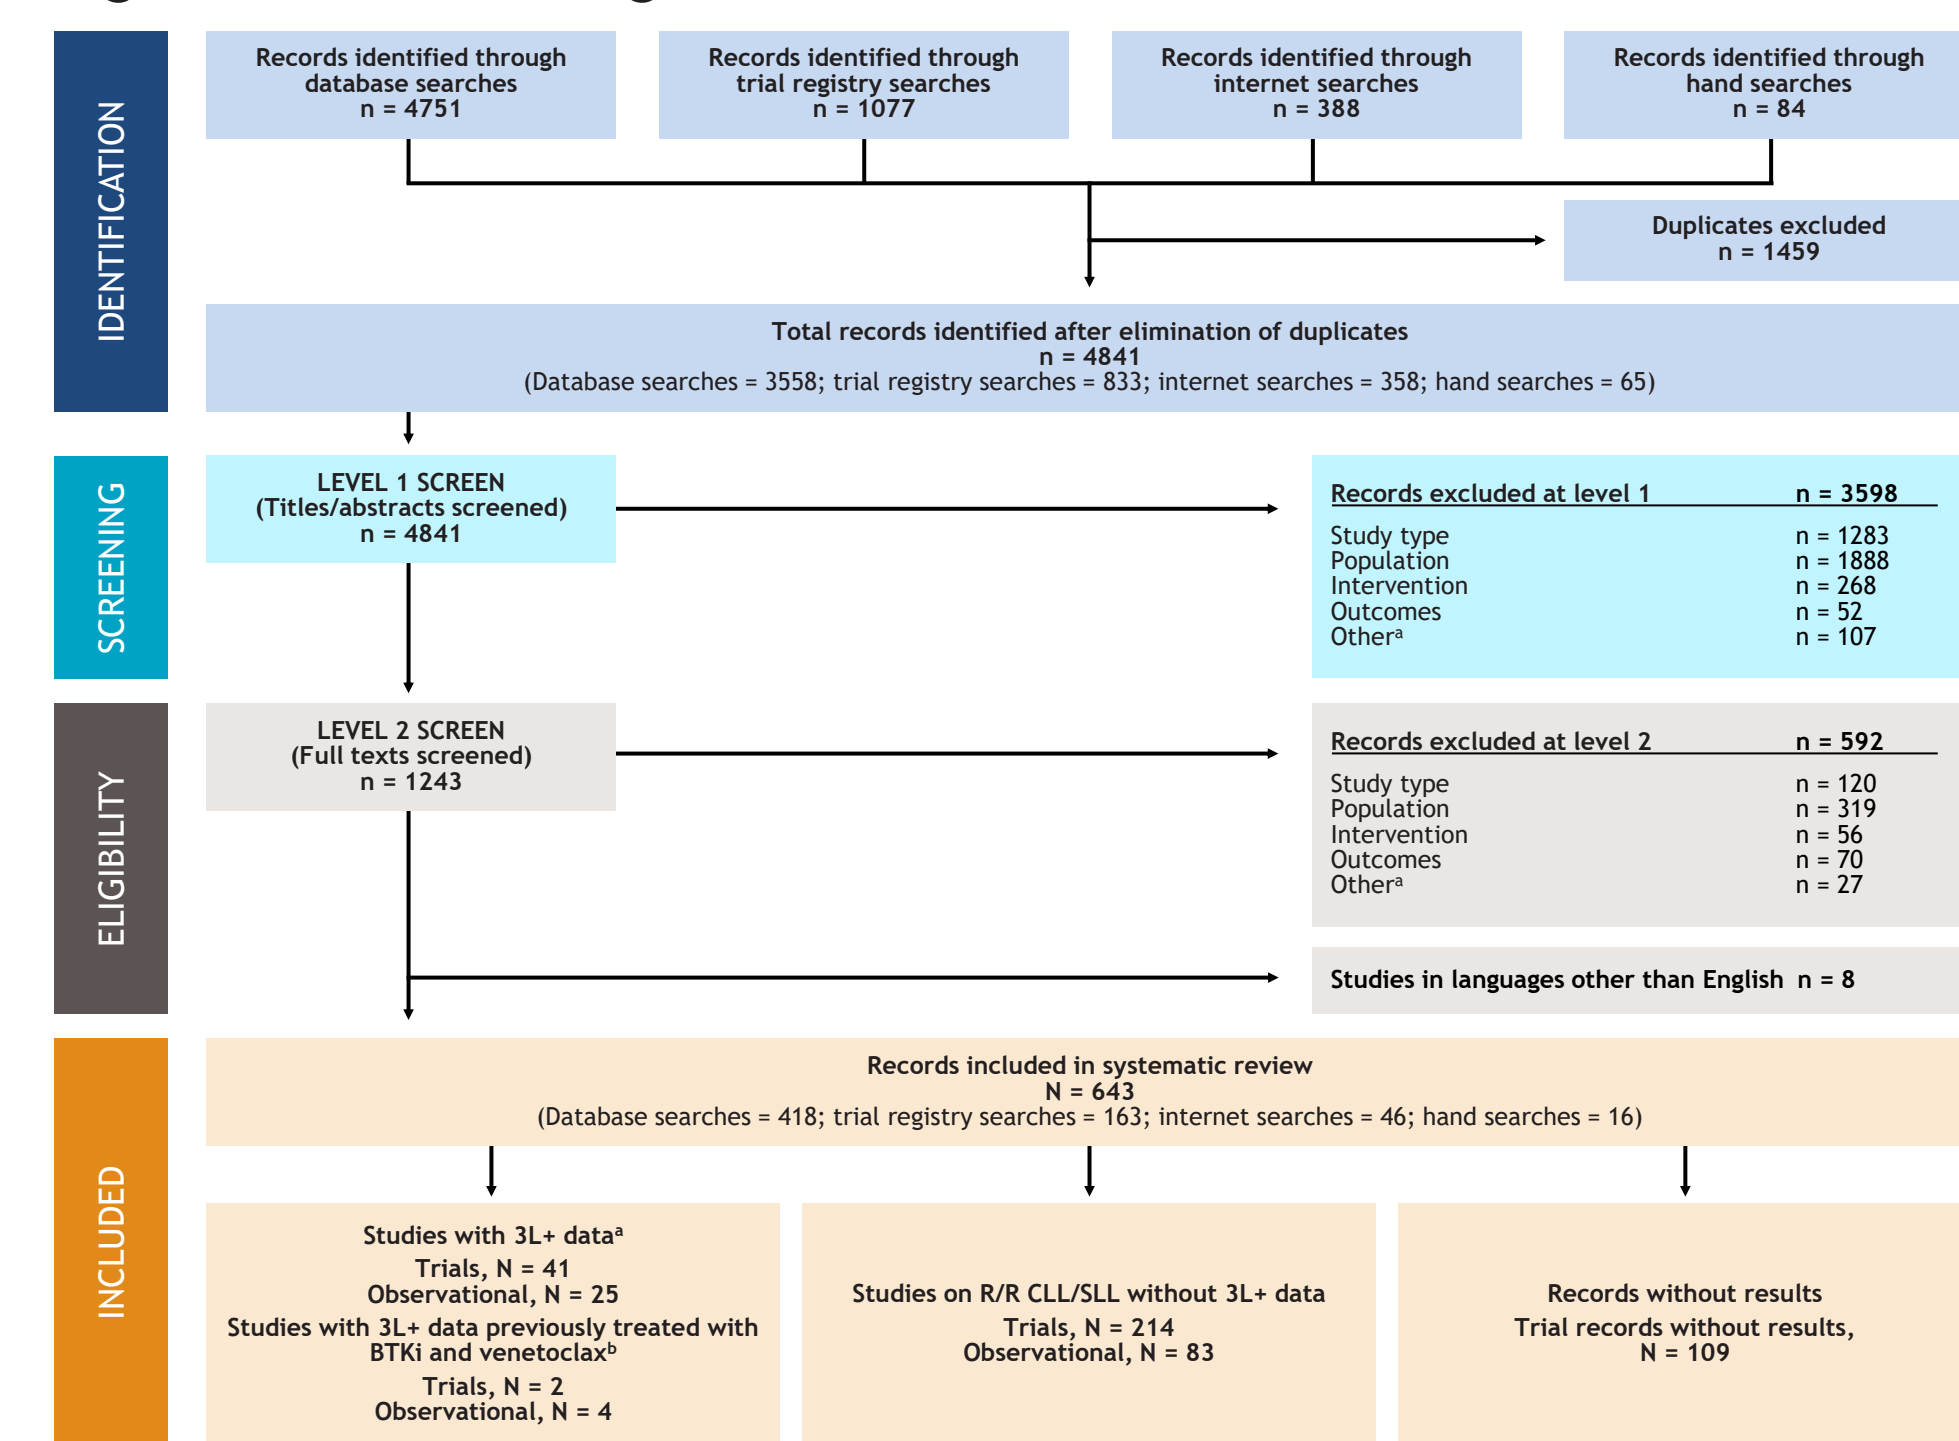 IDENTIFICATION
Records identified through
database searches
n = 4751
Records identified through
trial registry searches
n = 1077
Records identified through
internet searches
n = 388
Records identified through
hand searches
n = 84
Duplicates excluded
n = 1459
Total records identified after elimination of duplicates
n = 4841
(Database searches = 3558; trial registry searches = 833; internet searches = 358; hand searches = 65)
SCREENING
LEVEL 1 SCREEN
(Titles/abstracts screened)
n = 4841
Records excluded at level 1 n = 3598
Study type n = 1283
Population n = 1888
Intervention n = 268
Outcomes n = 52
Otherᵃ n = 107
ELIGIBILITY
LEVEL 2 SCREEN
(Full texts screened)
n = 1243
Records excluded at level 2 n = 592
Study type n = 120
Population n = 319
Intervention n = 56
Outcomes n = 70
Otherᵃ n = 27
Studies in languages other than English n = 8
INCLUDED
Records included in systematic review
N = 643
(Database searches = 418; trial registry searches = 163; internet searches = 46; hand searches = 16)
Studies with 3L+ dataᵃ
Trials, N = 41
Observational, N = 25
Studies with 3L+ data previously treated with
BTKi and venetoclaxᵇ
Trials, N = 2
Observational, N = 4
Studies on R/R CLL/SLL without 3L+ data
Trials, N = 214
Observational, N = 83
Records without results
Trial records without results,
N = 109